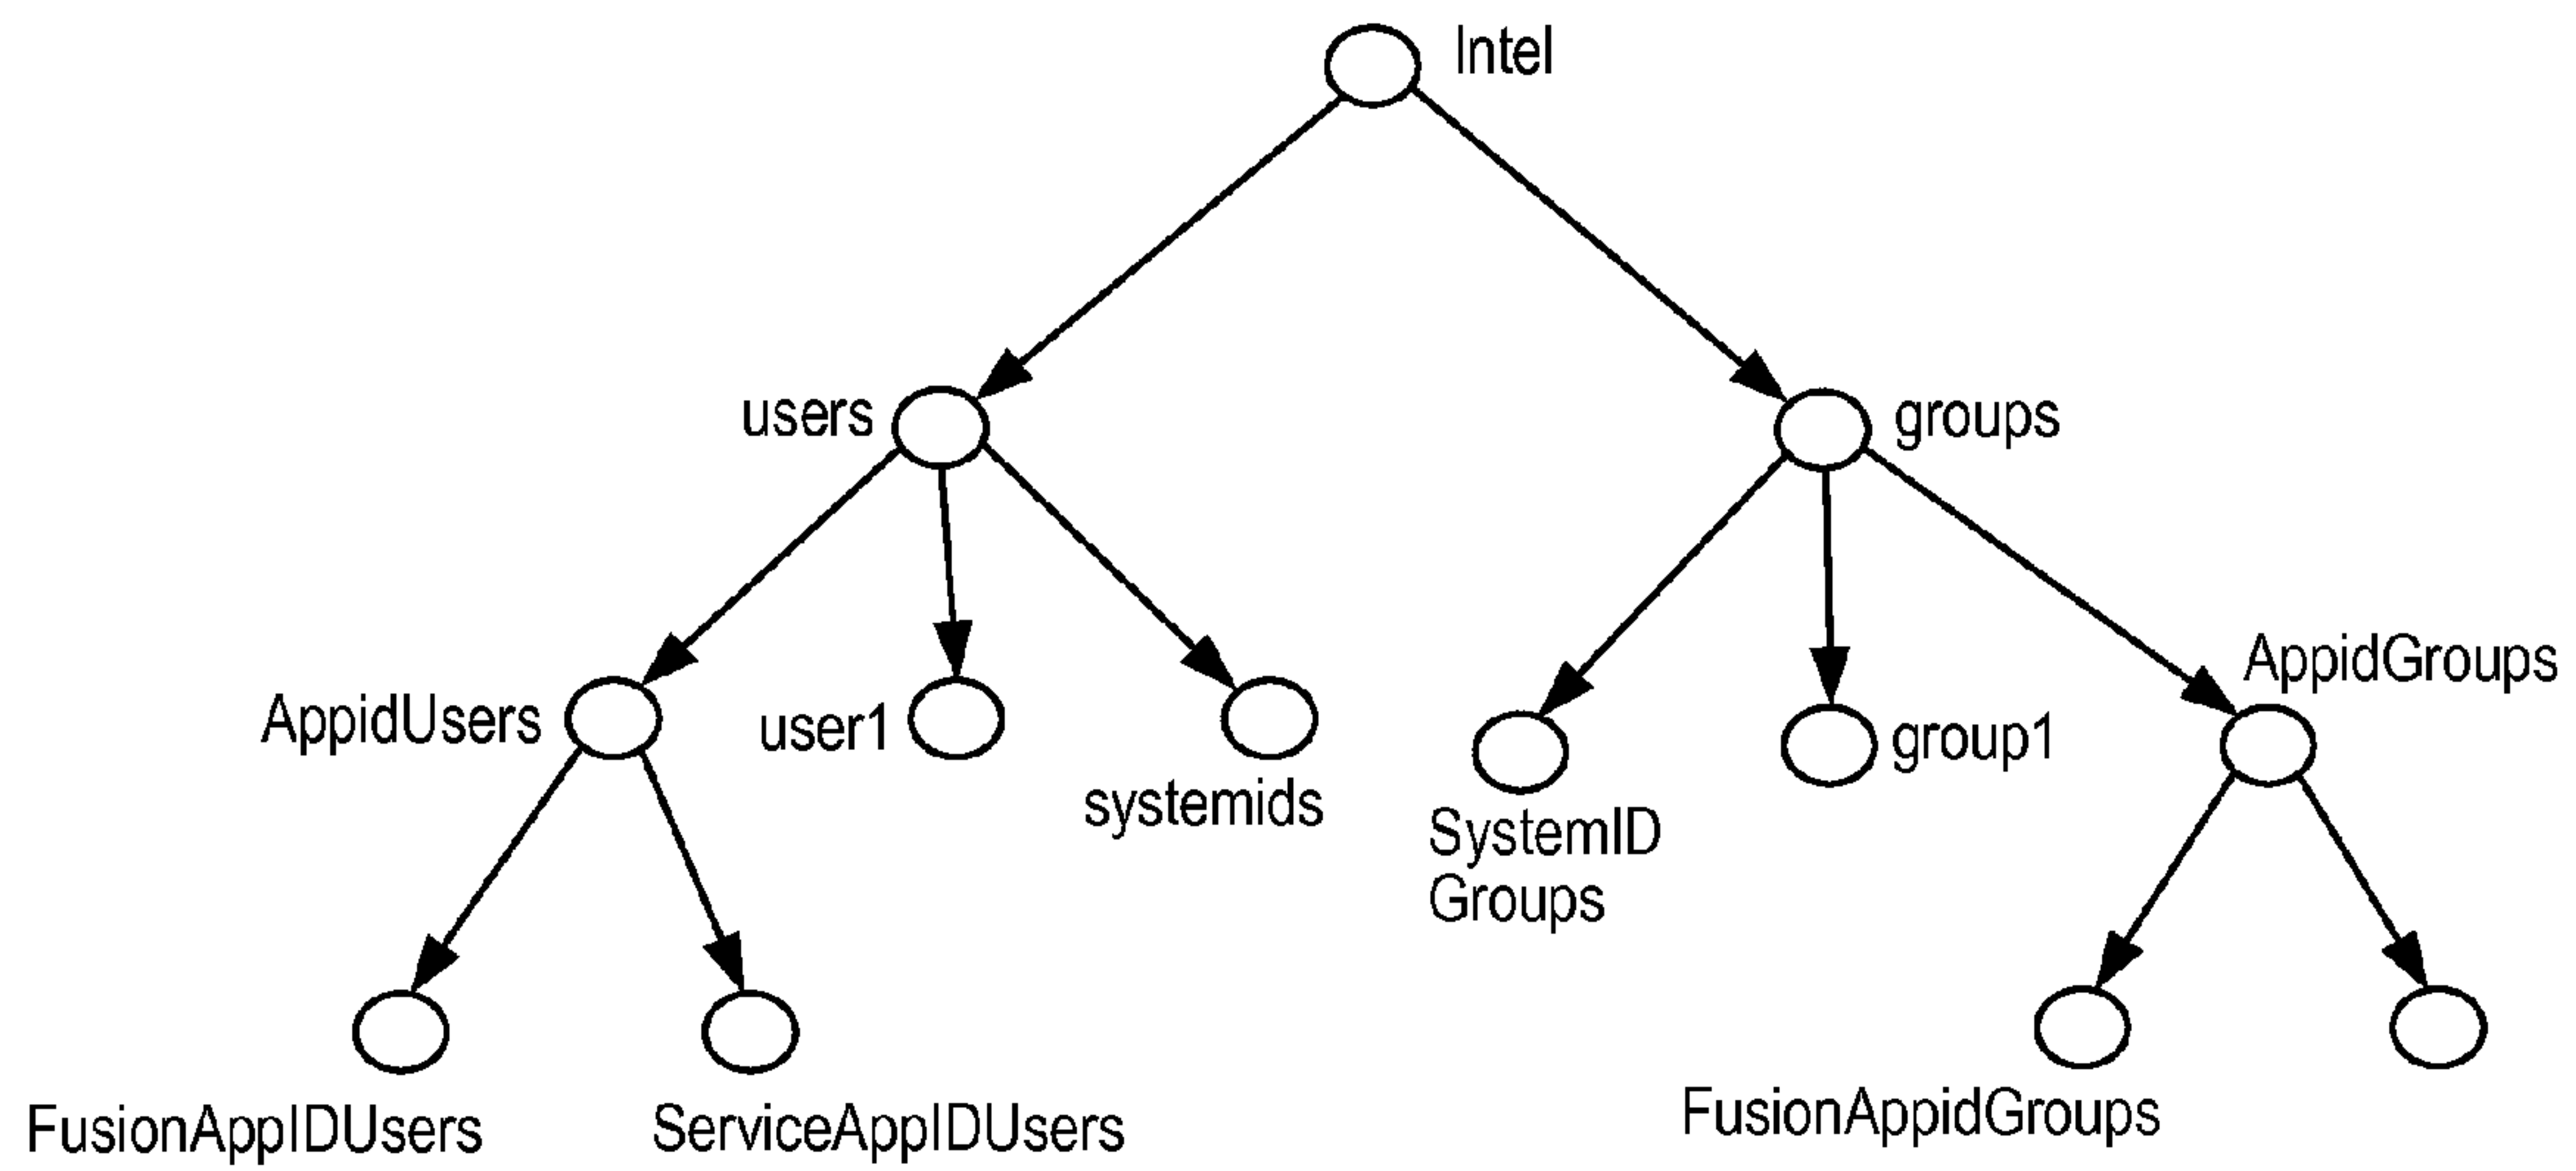 Intel
users
groups
AppidUsers
user1
systemids
SystemID
Groups
group1
AppidGroups
FusionAppIDUsers
ServiceAppIDUsers
FusionAppidGroups